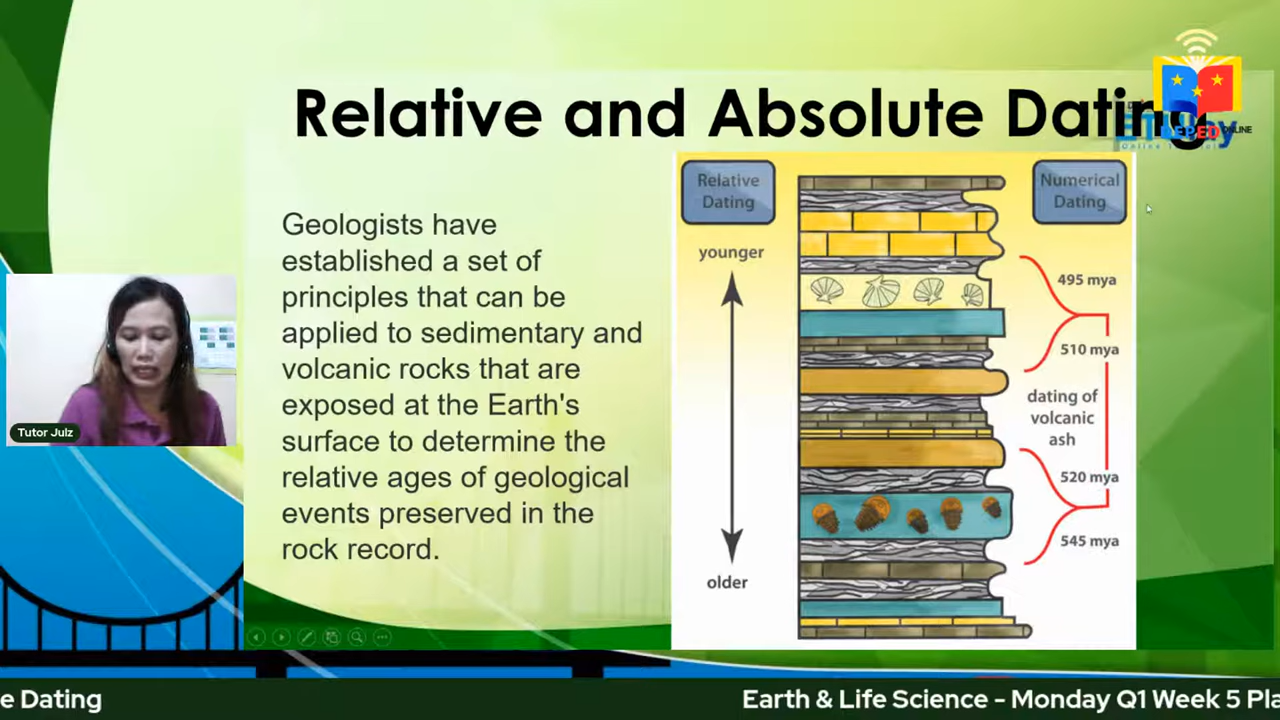 Relative and Absolute Dating
DEPED ONLINE
Relative
Dating
Numerical
Dating
Geologists have
established a set of
principles that can be
applied to sedimentary and
volcanic rocks that are
exposed at the Earth's
surface to determine the
relative ages of geological
events preserved in the
rock record.
younger
older
495 mya
510 mya
dating of
volcanic
ash
520 mya
545 mya
Tutor Julz
e Dating
Earth & Life Science - Monday Q1 Week 5 Pla